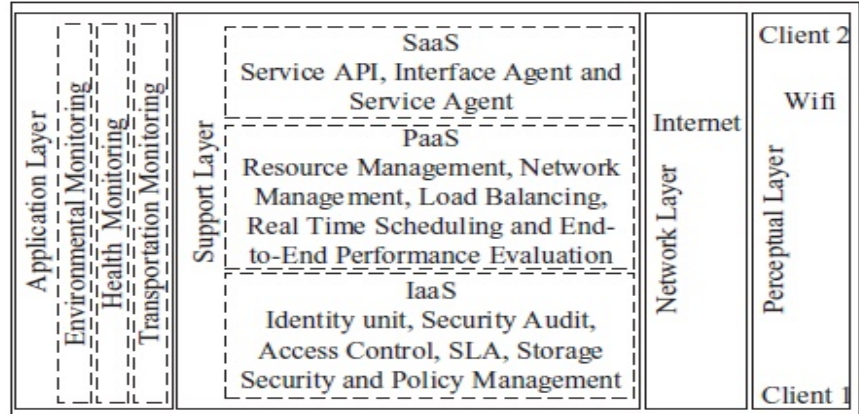 Application Layer
Environmental Monitoring
Health Monitoring
Transportation Monitoring
Support Layer
SaaS
Service API, Interface Agent and
Service Agent
PaaS
Resource Management, Network
Management, Load Balancing,
Real Time Scheduling and End-
to-End Performance Evaluation
IaaS
Identity unit, Security Audit,
Access Control, SLA, Storage
Security and Policy Management
Internet
Network Layer
Client 2
Wifi
Perceptual Layer
Client 1